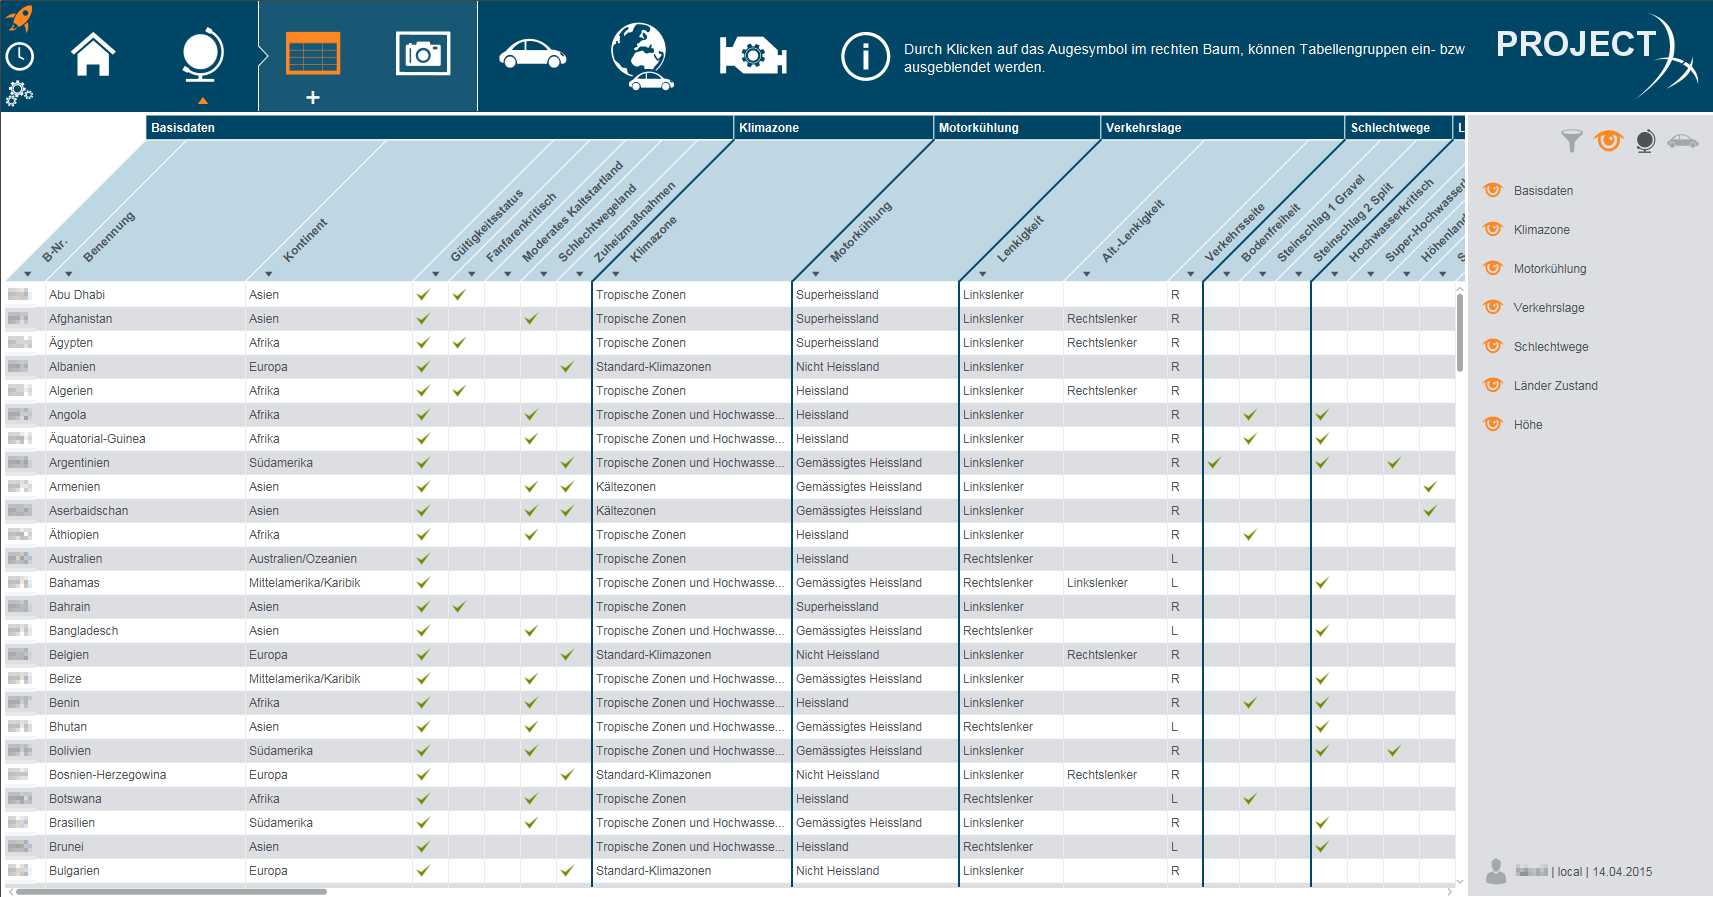 Durch Klicken auf das Augesymbol im rechten Baum, können Tabellengruppen ein- bzw
ausgeblendet werden.
PROJECT
Basisdaten Klimazone Motorkühlung Verkehrslage Schlechtwege L
B-Nr. Benennung Kontinent Gültigkeitsstatus Fanfarenkritisch Moderates Kaltstartland Schlechtwegeland Zuheizmaßnahmen Klimazone Motorkühlung Lenkigkeit Alt.-Lenkigkeit Verkehrsseite Bodenfreiheit Steinschlag 1 Gravel Steinschlag 2 Split Hochwasserkritisch Super-Hochwasserk Höhenland S
Abu Dhabi Asien Tropische Zonen Superheissland Linkslenker R
Afghanistan Asien Tropische Zonen Superheissland Linkslenker Rechtslenker R
Ägypten Afrika Tropische Zonen Superheissland Linkslenker Rechtslenker R
Albanien Europa Standard-Klimazonen Nicht Heissland Linkslenker R
Algerien Afrika Tropische Zonen Heissland Linkslenker Rechtslenker R
Angola Afrika Tropische Zonen und Hochwasse... Heissland Linkslenker R
Äquatorial-Guinea Afrika Tropische Zonen und Hochwasse... Heissland Linkslenker R
Argentinien Südamerika Tropische Zonen und Hochwasse... Gemässigtes Heissland Linkslenker R
Armenien Asien Kältezonen Gemässigtes Heissland Linkslenker R
Aserbaidschan Asien Kältezonen Gemässigtes Heissland Linkslenker R
Äthiopien Afrika Tropische Zonen Heissland Linkslenker R
Australien Australien/Ozeanien Tropische Zonen Heissland Rechtslenker L
Bahamas Mittelamerika/Karibik Tropische Zonen und Hochwasse... Gemässigtes Heissland Rechtslenker Linkslenker L
Bahrain Asien Tropische Zonen Superheissland Linkslenker R
Bangladesch Asien Tropische Zonen und Hochwasse... Gemässigtes Heissland Rechtslenker L
Belgien Europa Standard-Klimazonen Nicht Heissland Linkslenker Rechtslenker R
Belize Mittelamerika/Karibik Tropische Zonen und Hochwasse... Gemässigtes Heissland Linkslenker R
Benin Afrika Tropische Zonen und Hochwasse... Heissland Linkslenker R
Bhutan Asien Tropische Zonen und Hochwasse... Gemässigtes Heissland Rechtslenker L
Bolivien Südamerika Tropische Zonen und Hochwasse... Gemässigtes Heissland Linkslenker R
Bosnien-Herzegowina Europa Standard-Klimazonen Nicht Heissland Linkslenker Rechtslenker R
Botswana Afrika Tropische Zonen Heissland Rechtslenker L
Brasilien Südamerika Tropische Zonen und Hochwasse... Gemässigtes Heissland Linkslenker R
Brunei Asien Tropische Zonen und Hochwasse... Heissland Rechtslenker L
Bulgarien Europa Standard-Klimazonen Nicht Heissland Linkslenker R
Basisdaten
Klimazone
Motorkühlung
Verkehrslage
Schlechtwege
Länder Zustand
Höhe
| local | 14.04.2015